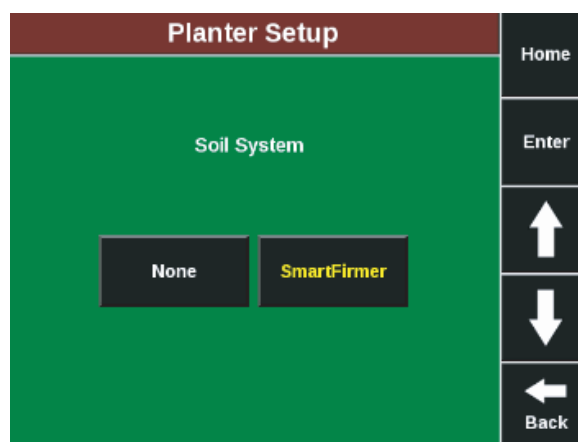 Planter Setup
Home
Soil System
Enter
None
SmartFirmer
Back